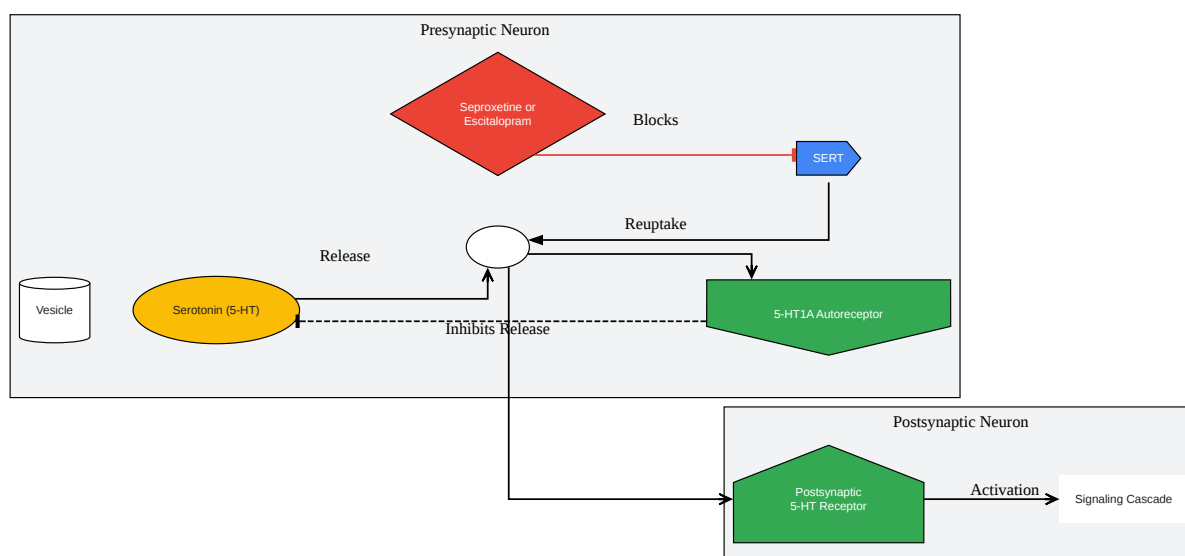 Presynaptic Neuron
Seproxetine or
Escitalopram
Blocks
SERT
Reuptake
Release
Vesicle
Serotonin (5-HT)
5-HT1A Autoreceptor
Inhibits Release
Postsynaptic Neuron
Postsynaptic
5-HT Receptor
Activation
Signaling Cascade